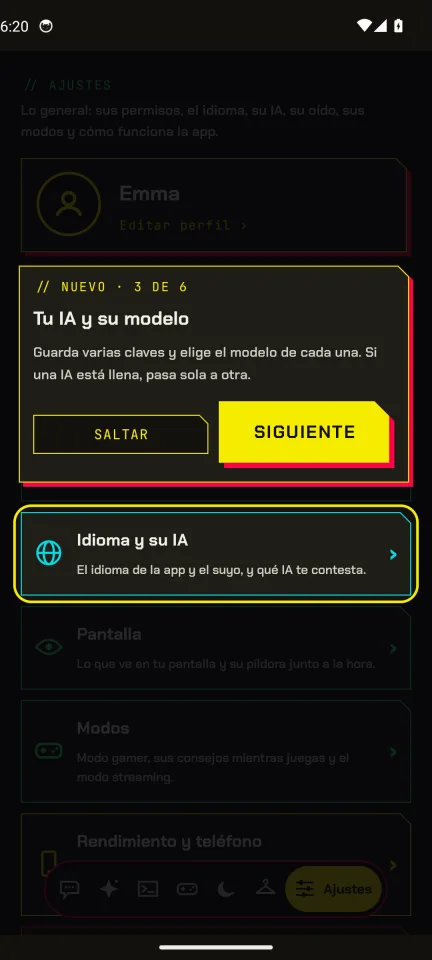 6:20
// AJUSTES
Lo general: sus permisos, el idioma, su IA, su oído, sus
modos y cómo funciona la app.
Emma
Editar perfil ›
// NUEVO · 3 DE 6
Tu IA y su modelo
Guarda varias claves y elige el modelo de cada una. Si
una IA está llena, pasa sola a otra.
SALTAR
SIGUIENTE
Idioma y su IA
El idioma de la app y el suyo, y qué IA te contesta.
Pantalla
Lo que ve en tu pantalla y su píldora junto a la hora.
Modos
Modo gamer, sus consejos mientras juegas y el
modo streaming.
Rendimiento y teléfono
Ajustes